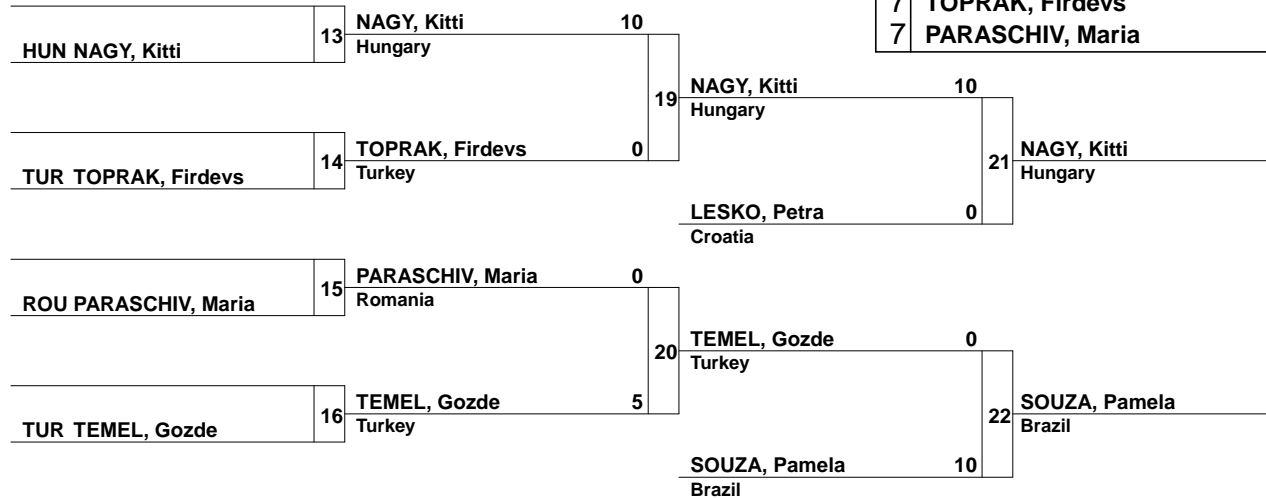 7 TOPRAK, Firdevs
7 PARASCHIV, Maria
NAGY, Kitti 10
13
HUN NAGY, Kitti
Hungary
NAGY, Kitti 10
19
Hungary
TOPRAK, Firdevs 0
14
TUR TOPRAK, Firdevs
Turkey
NAGY, Kitti
21
Hungary
LESKO, Petra 0
Croatia
PARASCHIV, Maria 0
15
ROU PARASCHIV, Maria
Romania
TEMEL, Gozde 0
20
Turkey
TEMEL, Gozde 5
16
TUR TEMEL, Gozde
Turkey
SOUZA, Pamela
22
Brazil
SOUZA, Pamela 10
Brazil